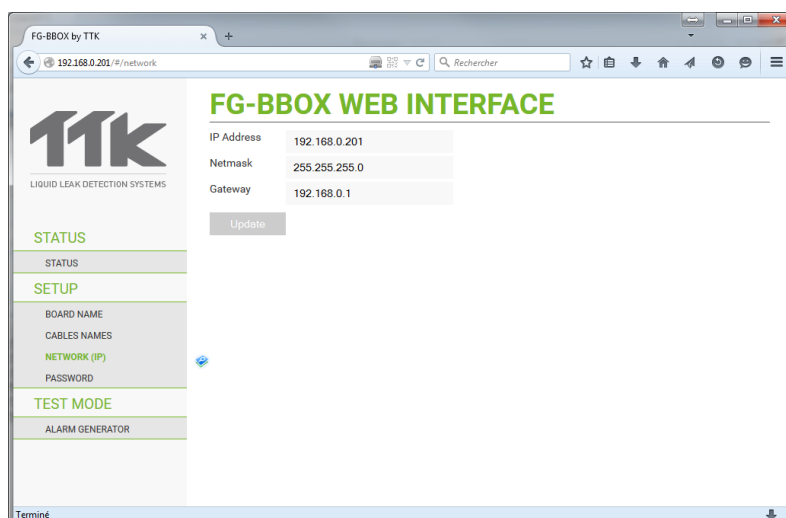 FG-BBOX by TTK
192.168.0.201/#/network
Rechercher
TTK
LIQUID LEAK DETECTION SYSTEMS
FG-BBOX WEB INTERFACE
IP Address 192.168.0.201
Netmask 255.255.255.0
Gateway 192.168.0.1
Update
STATUS
STATUS
SETUP
BOARD NAME
CABLES NAMES
NETWORK (IP)
PASSWORD
TEST MODE
ALARM GENERATOR
Terminé